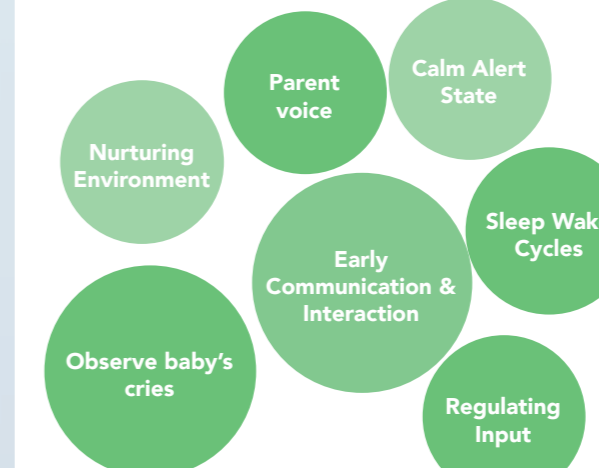 Parent
voice
Calm Alert
State
Nurturing
Environment
Sleep Wak
Cycles
Early
Communication &
Interaction
Observe baby's
cries
Regulating
Input